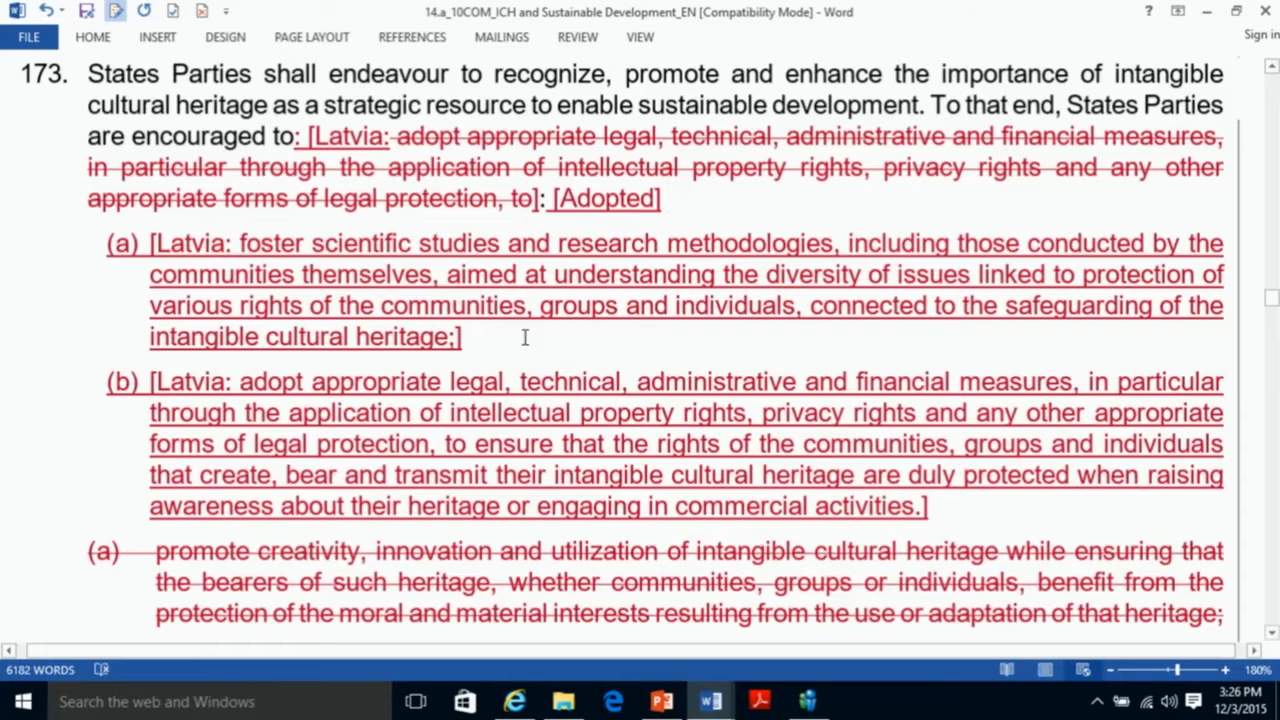 14.a_10COM_ICH and Sustainable Development_EN [Compatibility Mode] - Word
?
FILE HOME INSERT DESIGN PAGE LAYOUT REFERENCES MAILINGS REVIEW VIEW Sign in
173. States Parties shall endeavour to recognize, promote and enhance the importance of intangible
cultural heritage as a strategic resource to enable sustainable development. To that end, States Parties
are encouraged to: [Latvia: adopt appropriate legal, technical, administrative and financial measures,
in particular through the application of intellectual property rights, privacy rights and any other
appropriate forms of legal protection, to]: [Adopted]
(a) [Latvia: foster scientific studies and research methodologies, including those conducted by the
communities themselves, aimed at understanding the diversity of issues linked to protection of
various rights of the communities, groups and individuals, connected to the safeguarding of the
intangible cultural heritage;]
(b) [Latvia: adopt appropriate legal, technical, administrative and financial measures, in particular
through the application of intellectual property rights, privacy rights and any other appropriate
forms of legal protection, to ensure that the rights of the communities, groups and individuals
that create, bear and transmit their intangible cultural heritage are duly protected when raising
awareness about their heritage or engaging in commercial activities.]
(a) promote creativity, innovation and utilization of intangible cultural heritage while ensuring that
the bearers of such heritage, whether communities, groups or individuals, benefit from the
protection of the moral and material interests resulting from the use or adaptation of that heritage;
6182 WORDS 180%
Search the web and Windows
3:26 PM
12/3/2015